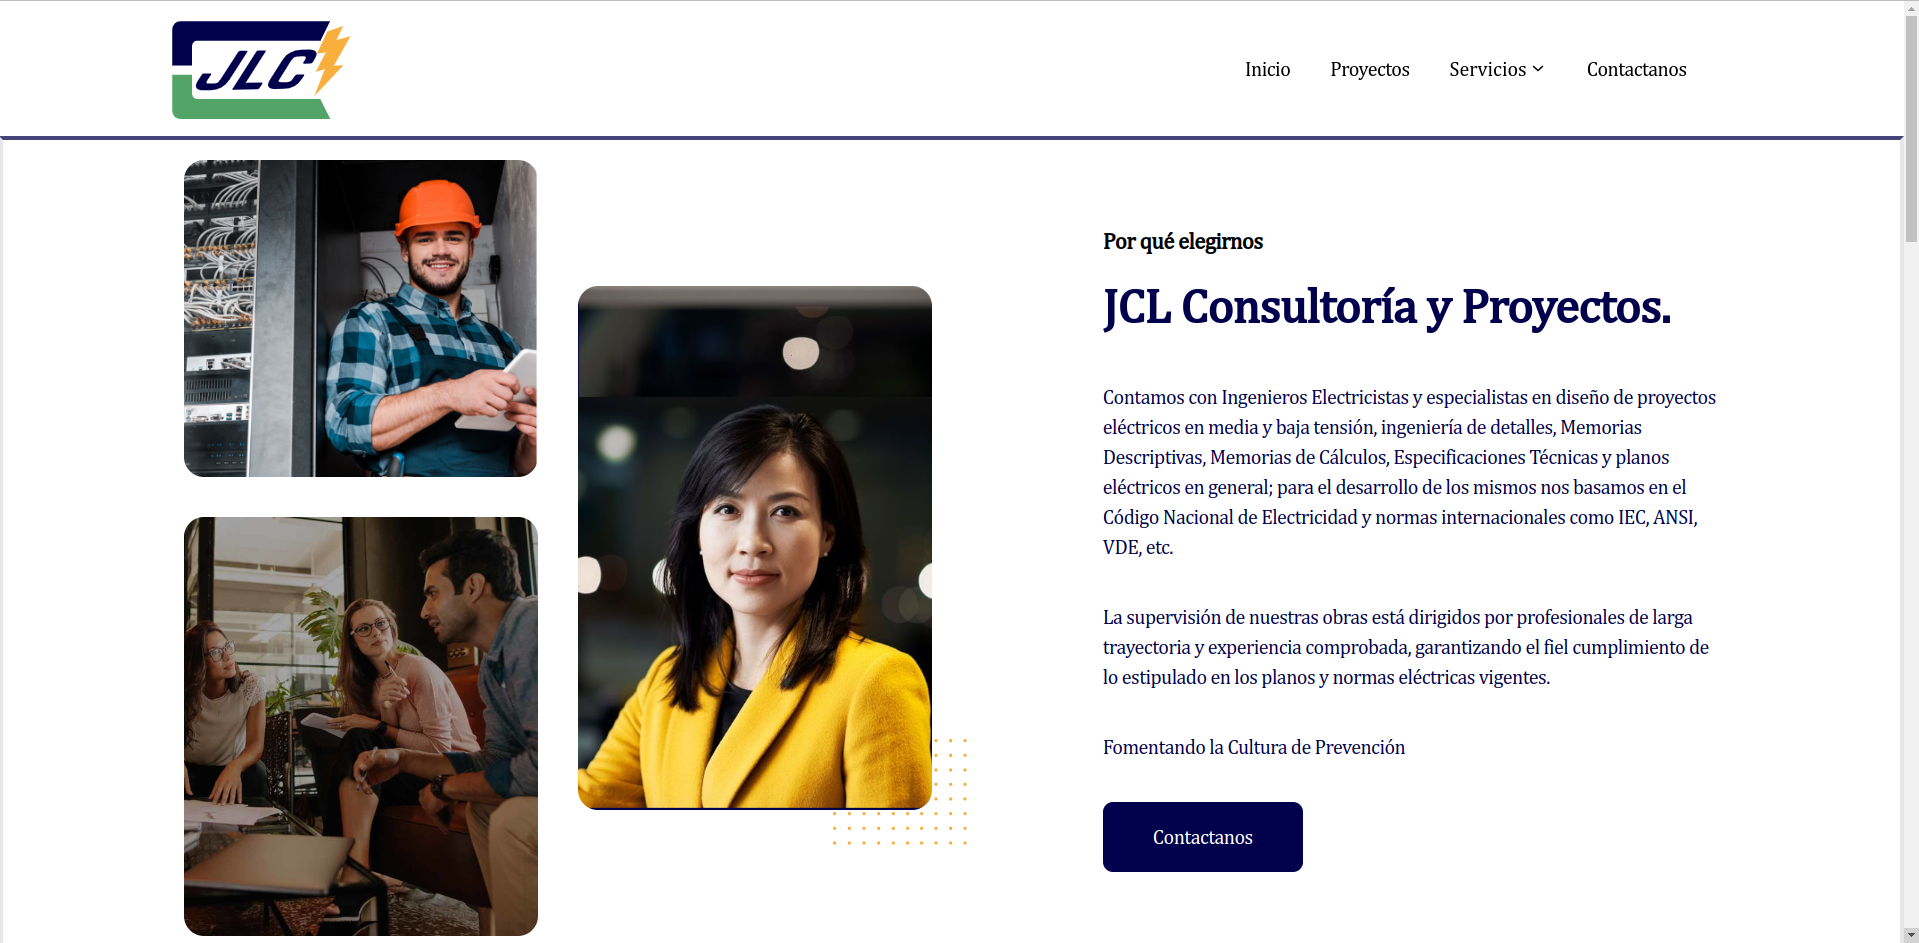 JLC
Inicio
Proyectos
Servicios
Contactanos
Por qué elegirnos
JCL Consultoría y Proyectos.
Contamos con Ingenieros Electricistas y especialistas en diseño de proyectos
eléctricos en media y baja tensión, ingeniería de detalles, Memorias
Descriptivas, Memorias de Cálculos, Especificaciones Técnicas y planos
eléctricos en general; para el desarrollo de los mismos nos basamos en el
Código Nacional de Electricidad y normas internacionales como IEC, ANSI,
VDE, etc.
La supervisión de nuestras obras está dirigidos por profesionales de larga
trayectoria y experiencia comprobada, garantizando el fiel cumplimiento de
lo estipulado en los planos y normas eléctricas vigentes.
Fomentando la Cultura de Prevención
Contactanos